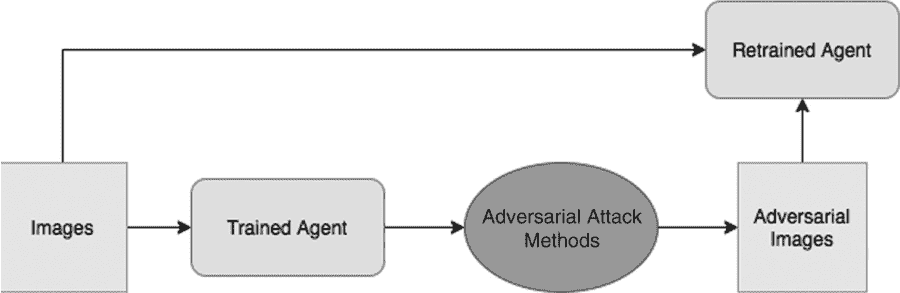 Retrained Agent
Images
Trained Agent
Adversarial Attack
Methods
Adversarial
Images